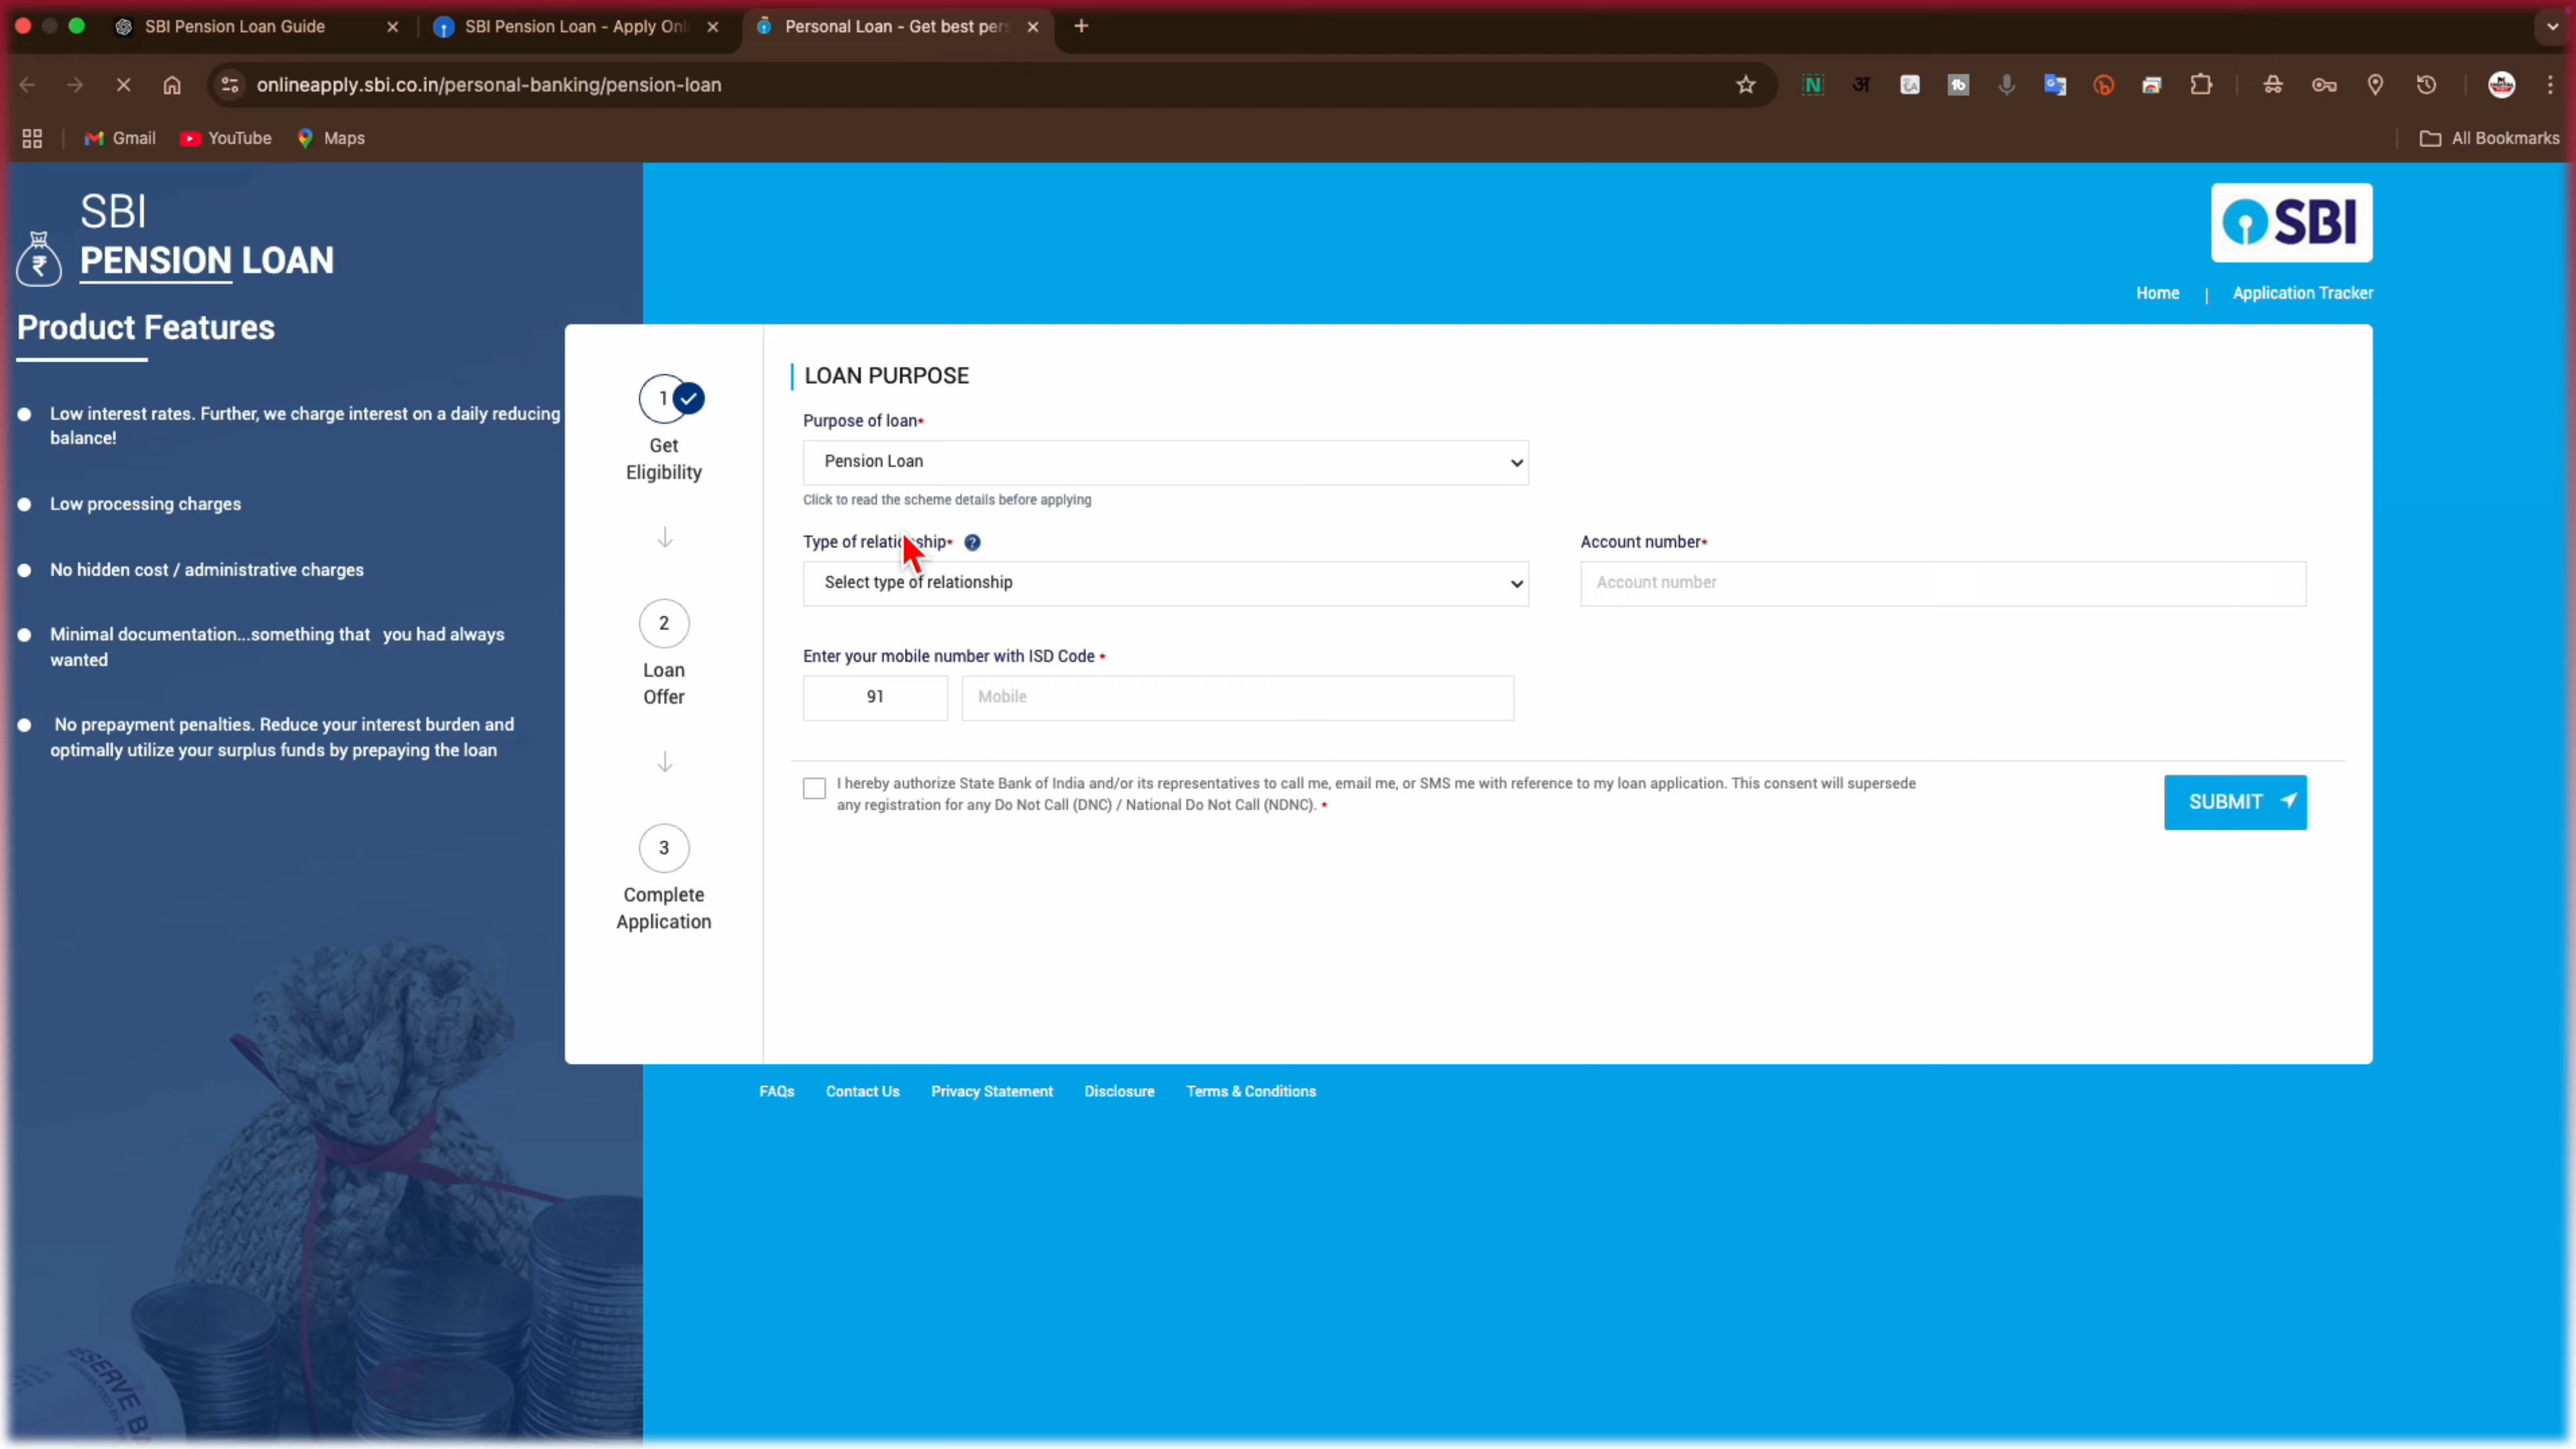 SBI Pension Loan Guide
SBI Pension Loan - Apply Onl
Personal Loan - Get best pers
onlineapply.sbi.co.in/personal-banking/pension-loan
Gmail
YouTube
Maps
All Bookmarks
SBI
PENSION LOAN
Product Features
Low interest rates. Further, we charge interest on a daily reducing
balance!
Low processing charges
No hidden cost / administrative charges
Minimal documentation...something that you had always
wanted
No prepayment penalties. Reduce your interest burden and
optimally utilize your surplus funds by prepaying the loan
SBI
Home | Application Tracker
1
Get
Eligibility
2
Loan
Offer
3
Complete
Application
LOAN PURPOSE
Purpose of loan*
Pension Loan
Click to read the scheme details before applying
Type of relationship* ?
Select type of relationship
Account number*
Account number
Enter your mobile number with ISD Code *
91
Mobile
I hereby authorize State Bank of India and/or its representatives to call me, email me, or SMS me with reference to my loan application. This consent will supersede
any registration for any Do Not Call (DNC) / National Do Not Call (NDNC). *
SUBMIT
FAQs
Contact Us
Privacy Statement
Disclosure
Terms & Conditions